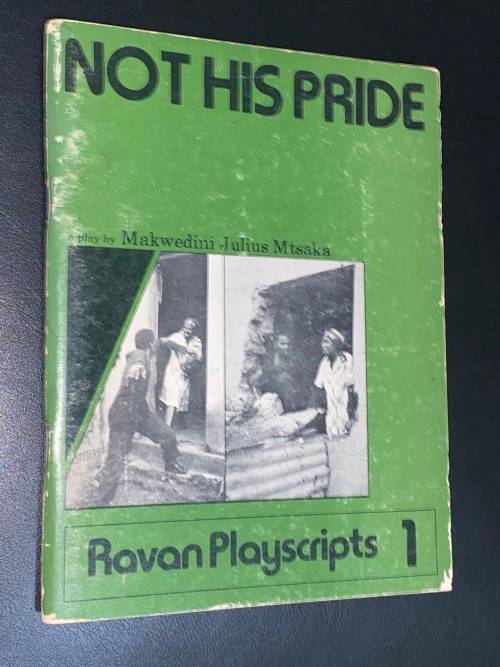 NOT HIS PRIDE
a play by Makwedini Julius Mtsaka
Ravan Playscripts 1